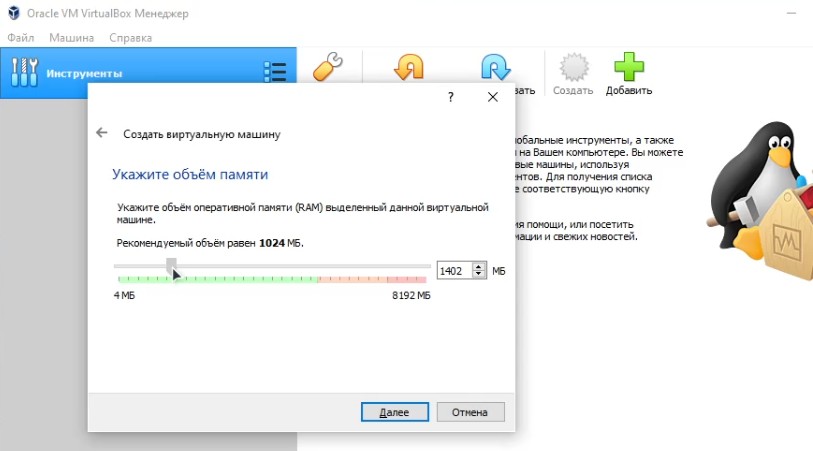 Oracle VM VirtualBox Менеджер
Файл Машина Справка
Инструменты
вать
Создать
Добавить
?
Создать виртуальную машину
Укажите объём памяти
Укажите объём оперативной памяти (RAM) выделенный данной виртуальной
машине.
Рекомендуемый объём равен 1024 МБ.
1402 МБ
4 МБ
8192 МБ
Далее
Отмена
обальные инструменты, а также
на Вашем компьютере. Вы можете
вые машины, используя
нтов. Для получения списка
е соответствующую кнопку
ия помощи, или посетить
мации и свежих новостей.